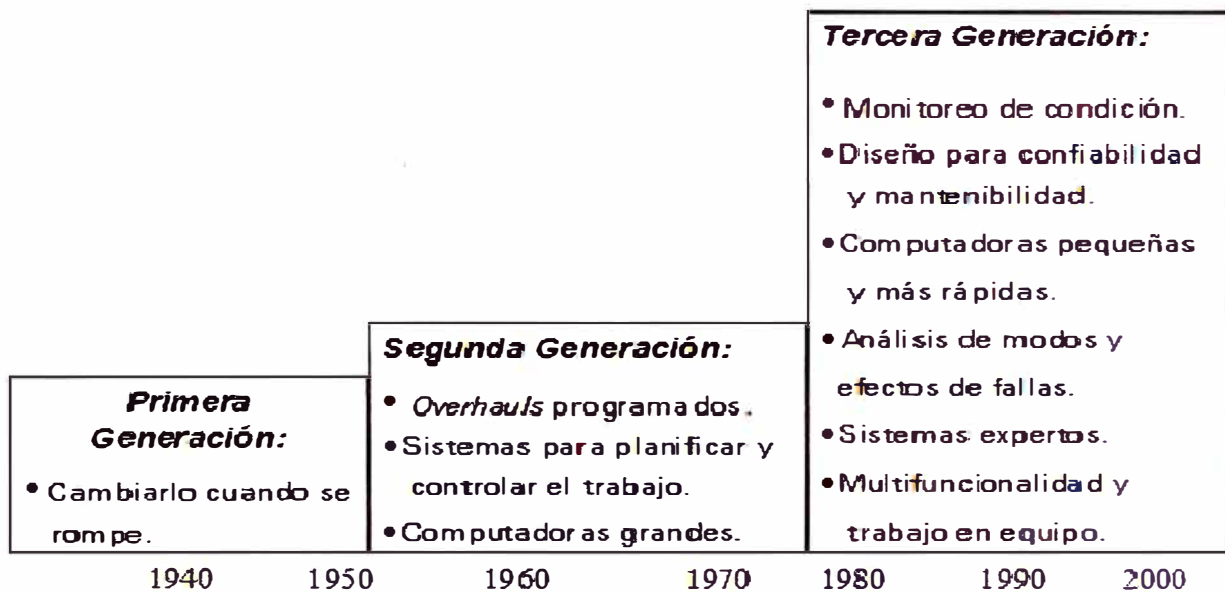 Primera
Generación:
• Cambiarlo cuando se
rompe.
Segunda Generación:
• Overhauls programados.
• Sistemas para planificar y
controlar el trabajo.
• Computadoras grandes.
Tercera Generación:
• Monitoreo de condición.
• Diseño para confiabilidad
y mantenibilidad.
• Computadoras pequeñas
y más rápidas.
• Análisis de modos y
efectos de fallas.
• Sistemas expertos.
• Multifuncionalidad y
trabajo en equipo.
1940 1950 1960 1970 1980 1990 2000